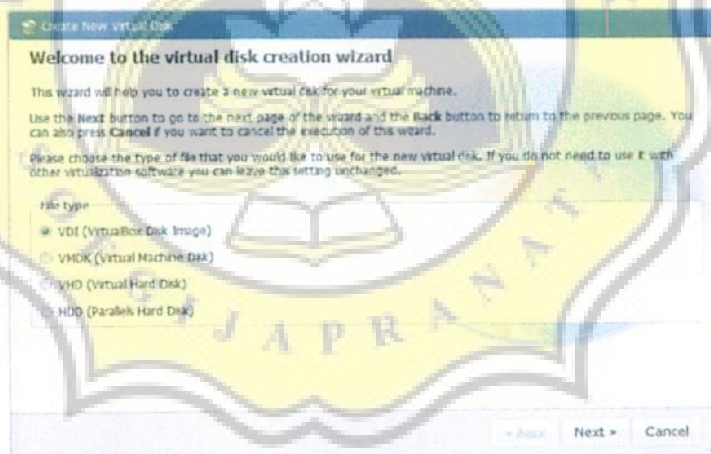 Create New Virtual Disk
Welcome to the virtual disk creation wizard
This wizard will help you to create a new virtual disk for your virtual machine.
Use the Next button to go to the next page of the wizard and the Back button to return to the previous page. You
can also press Cancel if you want to cancel the execution of this wizard.
Please choose the type of file that you would like to use for the new virtual disk. If you do not need to use it with
other virtualization software you can leave this setting unchanged.
File type
VDI (VirtualBox Disk Image)
VMDK (Virtual Machine Disk)
VHD (Virtual Hard Disk)
HDD (Parallels Hard Disk)
GIJAPRANATA
< Back Next > Cancel